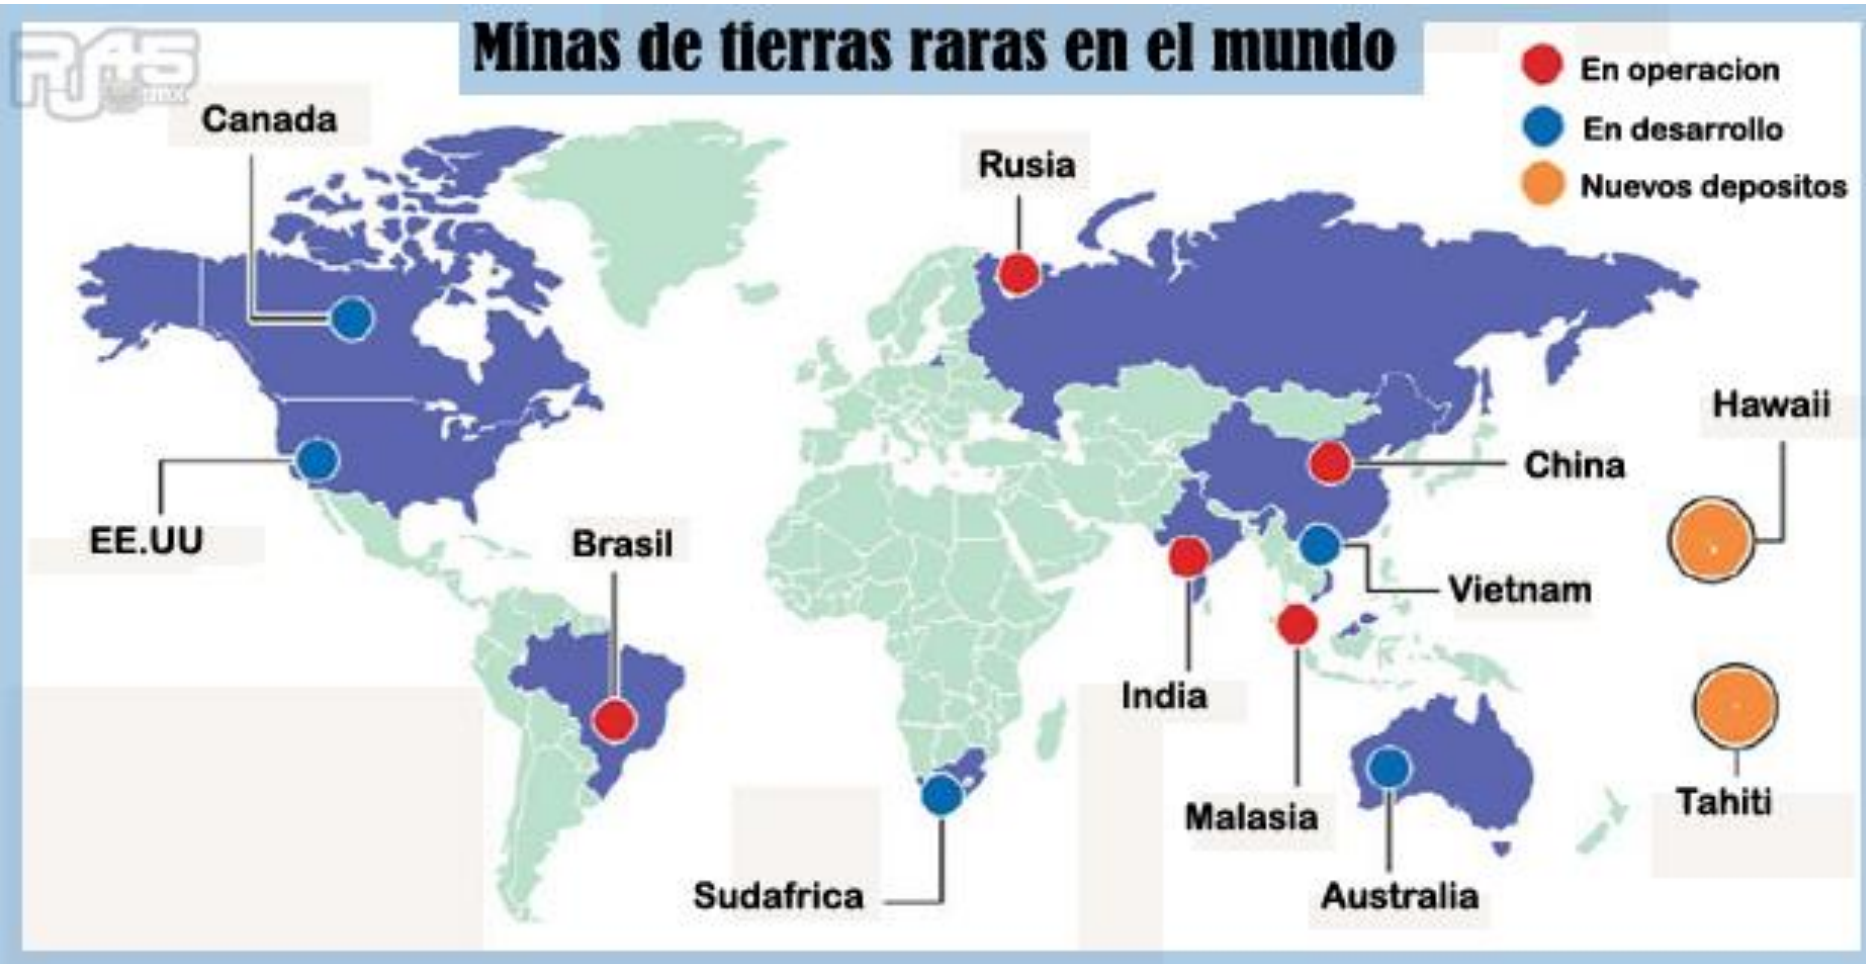 Minas de tierras raras en el mundo
En operacion
En desarrollo
Nuevos depositos
Canada
Rusia
Hawaii
China
EE.UU
Brasil
Vietnam
India
Malasia
Tahiti
Sudafrica
Australia